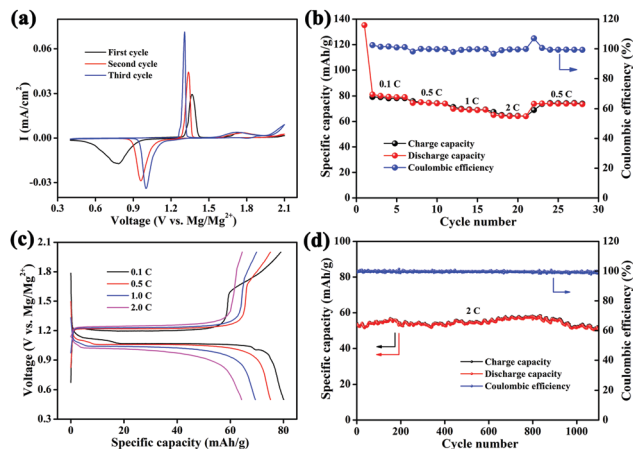 (a)
First cycle
Second cycle
Third cycle
I (mA/cm²)
0.06
0.03
0.00
-0.03
0.3 0.6 0.9 1.2 1.5 1.8 2.1
Voltage (V vs. Mg/Mg²⁺)
(b)
Specific capacity (mAh/g)
140
120
100
80
60
40
20
0
0.1 C
0.5 C
1 C
2 C
0.5 C
Charge capacity
Discharge capacity
Coulombic efficiency
0 5 10 15 20 25 30
Cycle number
120
100
80
60
40
20
0
Coulombic efficiency (%)
(c)
0.1 C
0.5 C
1.0 C
2.0 C
Voltage (V vs. Mg/Mg²⁺)
2.1
1.8
1.5
1.2
0.9
0.6
0.3
0 20 40 60 80
Specific capacity (mAh/g)
(d)
Specific capacity (mAh/g)
100
80
60
40
20
0
2 C
Charge capacity
Discharge capacity
Coulombic efficiency
0 200 400 600 800 1000
Cycle number
120
100
80
60
40
20
0
Coulombic efficiency (%)